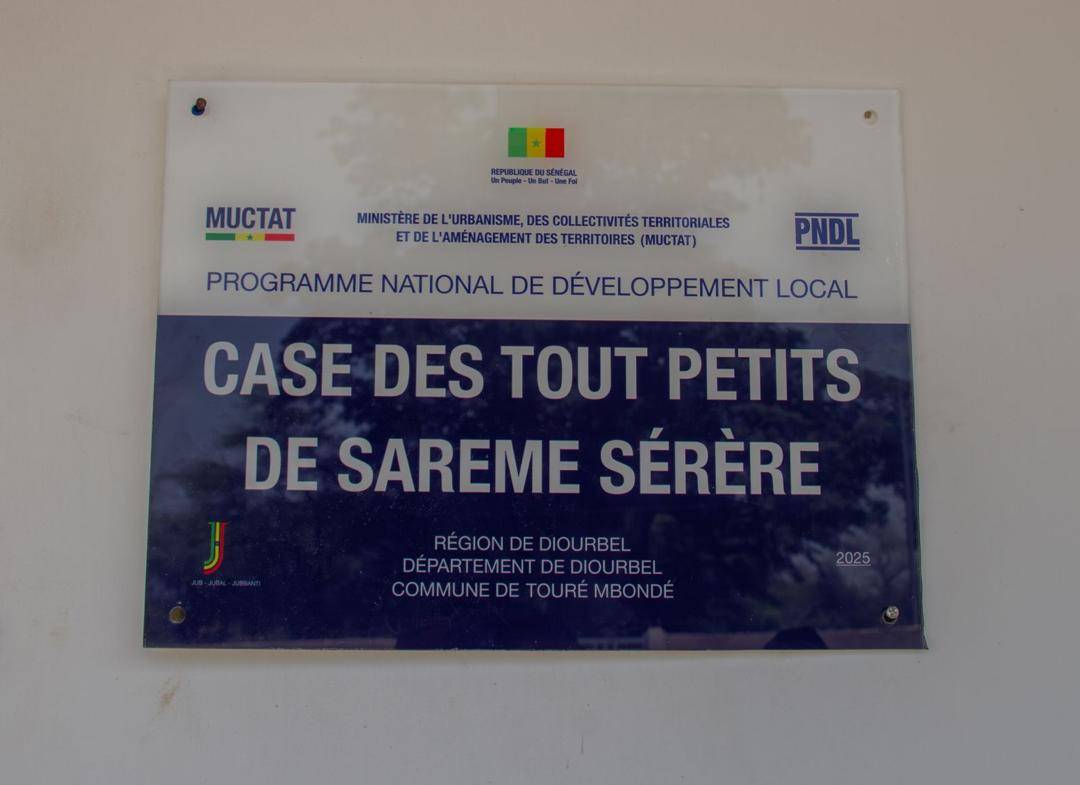 REPUBLIQUE DU SÉNÉGAL
Un Peuple - Un But - Une Foi
MUCTAT
MINISTÈRE DE L'URBANISME, DES COLLECTIVITÉS TERRITORIALES
ET DE L'AMÉNAGEMENT DES TERRITOIRES (MUCTAT)
PNDL
PROGRAMME NATIONAL DE DÉVELOPPEMENT LOCAL
CASE DES TOUT PETITS
DE SAREME SÉRÈRE
RÉGION DE DIOURBEL
DÉPARTEMENT DE DIOURBEL
COMMUNE DE TOURÉ MBONDÉ
2025
JUB - JUBAL - JUBBANTI